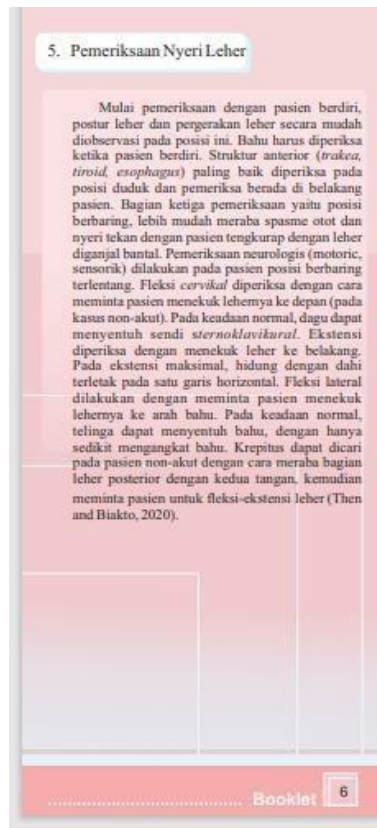 5. Pemeriksaan Nyeri Leher
Mulai pemeriksaan dengan pasien berdiri,
postur leher dan pergerakan leher secara mudah
diobservasi pada posisi ini. Bahu harus diperiksa
ketika pasien berdiri. Struktur anterior (trakea,
tiroid, esophagus) paling baik diperiksa pada
posisi duduk dan pemeriksa berada di belakang
pasien. Bagian ketiga pemeriksaan yaitu posisi
berbaring, lebih mudah meraba spasme otot dan
nyeri tekan dengan pasien tengkurap dengan leher
diganjal bantal. Pemeriksaan neurologis (motoric,
sensorik) dilakukan pada pasien posisi berbaring
terlentang. Fleksi cervikal diperiksa dengan cara
meminta pasien menekuk lehernya ke depan (pada
kasus non-akut). Pada keadaan normal, dagu dapat
menyentuh sendi sternoklavikural. Ekstensi
diperiksa dengan menekuk leher ke belakang.
Pada ekstensi maksimal, hidung dengan dahi
terletak pada satu garis horizontal. Fleksi lateral
dilakukan dengan meminta pasien menekuk
lehernya ke arah bahu. Pada keadaan normal,
telinga dapat menyentuh bahu, dengan hanya
sedikit mengangkat bahu. Krepitus dapat dicari
pada pasien non-akut dengan cara meraba bagian
leher posterior dengan kedua tangan, kemudian
meminta pasien untuk fleksi-ekstensi leher (Then
and Biakto, 2020).
Booklet 6